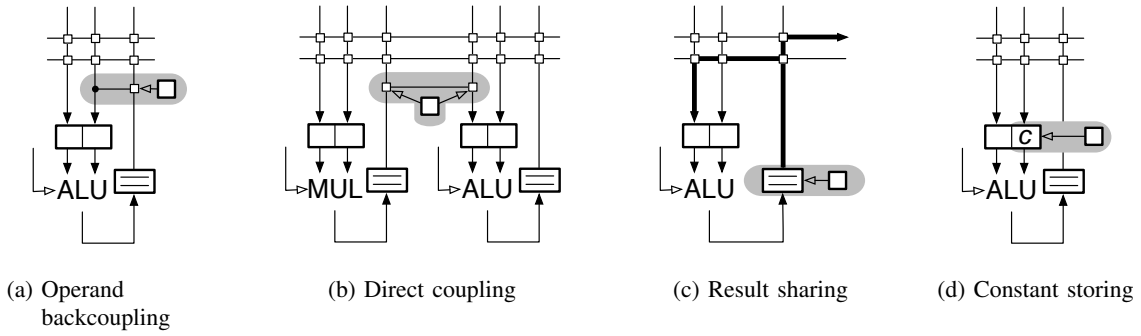 C
ALU
MUL
ALU
ALU
ALU
(a) Operand
backcoupling
(b) Direct coupling
(c) Result sharing
(d) Constant storing